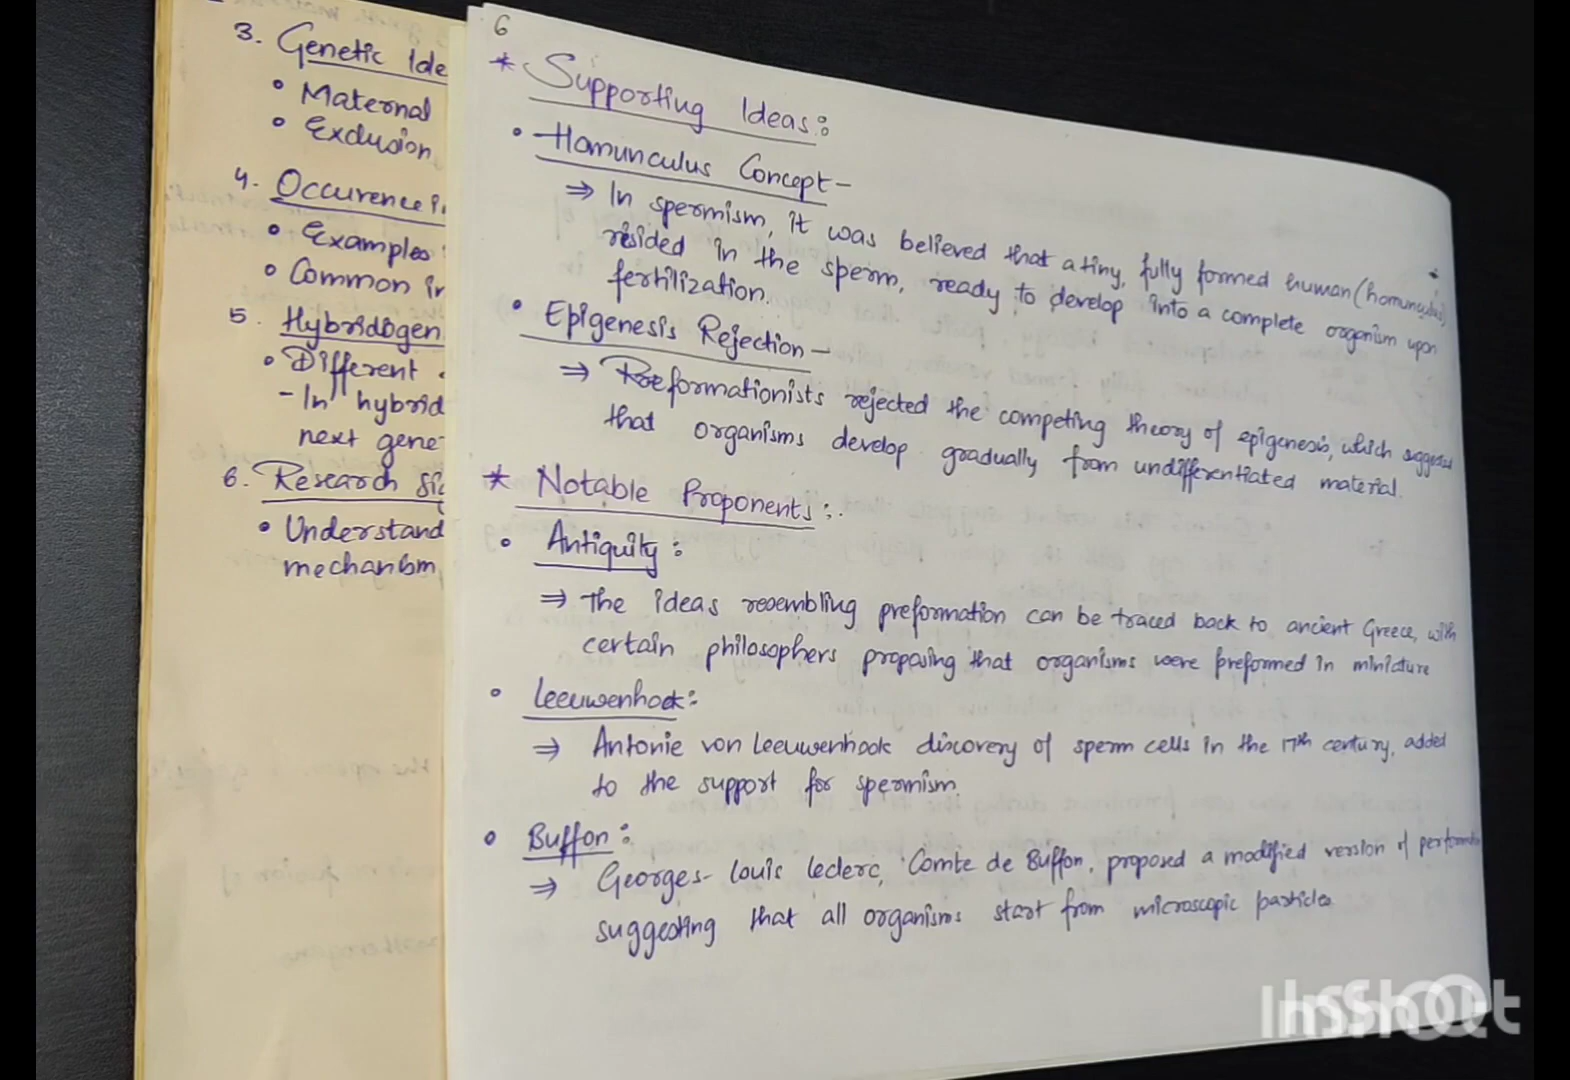 3. Genetic Ide
• Maternal
• Exclusion
4. Occurence i
• Examples
• Common in
5. Hybridogen
• Different
- In hybrid
next gene
6. Research Sig
• Understand
mechanism
6
* Supporting Ideas:
• Homunculus Concept-
⇒ In spermism, it was believed that a tiny, fully formed human (homunculus)
resided in the sperm, ready to develop into a complete organism upon
fertilization.
• Epigenesis Rejection-
⇒ Preformationists rejected the competing theory of epigenesis, which suggests
that organisms develop gradually from undifferentiated material.
* Notable Proponents:
• Antiquity:
⇒ The ideas resembling preformation can be traced back to ancient Greece, with
certain philosophers proposing that organisms were preformed in miniature
• Leeuwenhoek:
⇒ Antonie von Leeuwenhook discovery of sperm cells in the 17th century, added
to the support for spermism.
• Buffon:
⇒ Georges-Louis Leclerc, Comte de Buffon, proposed a modified version of
suggesting that all organisms start from microscopic particles
InShOt